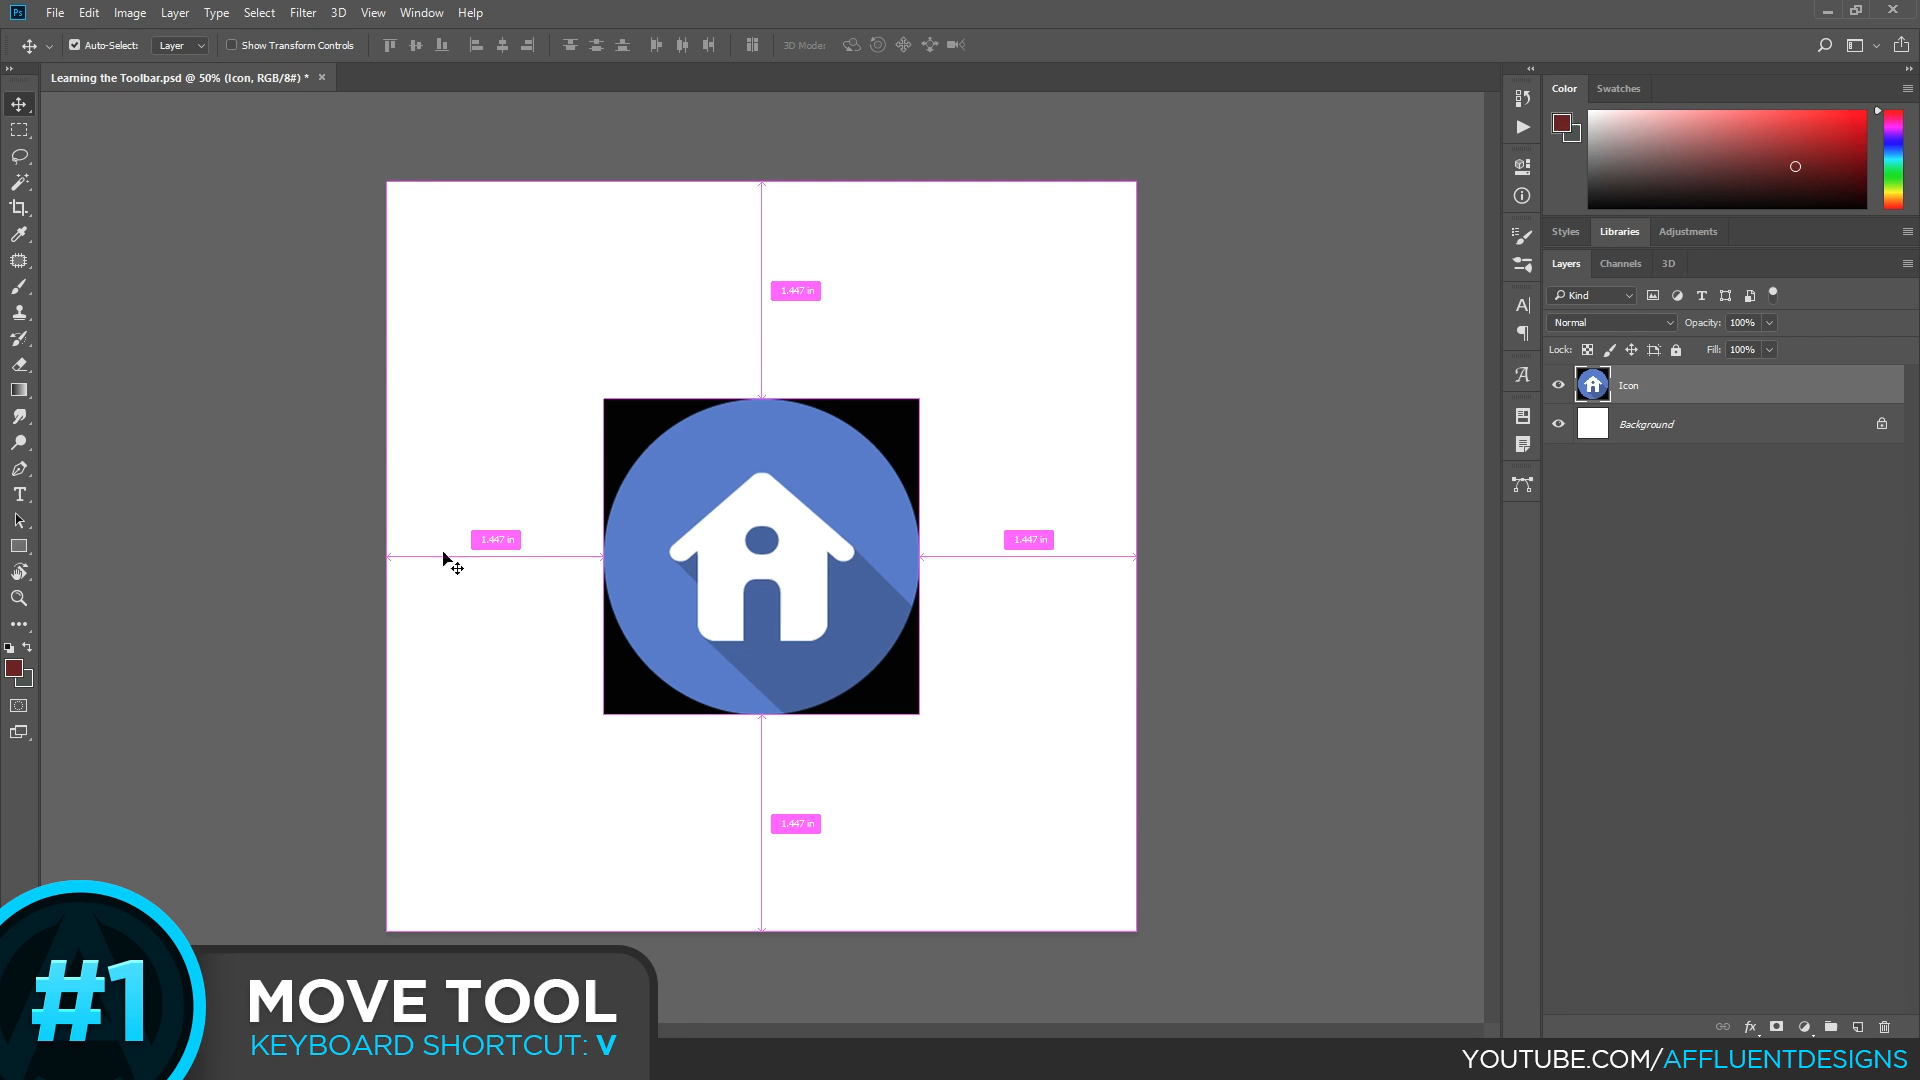 Ps File Edit Image Layer Type Select Filter 3D View Window Help
Auto-Select: Layer Show Transform Controls 3D Mode:
Learning the Toolbar.psd @ 50% (Icon, RGB/8#) * ×
Color Swatches
Styles Libraries Adjustments
Layers Channels 3D
Kind
Normal Opacity: 100%
Lock: Fill: 100%
Icon
Background
1.447 in
1.447 in
1.447 in
1.447 in
fx
#1
MOVE TOOL
KEYBOARD SHORTCUT: V
YOUTUBE.COM/AFFLUENTDESIGNS